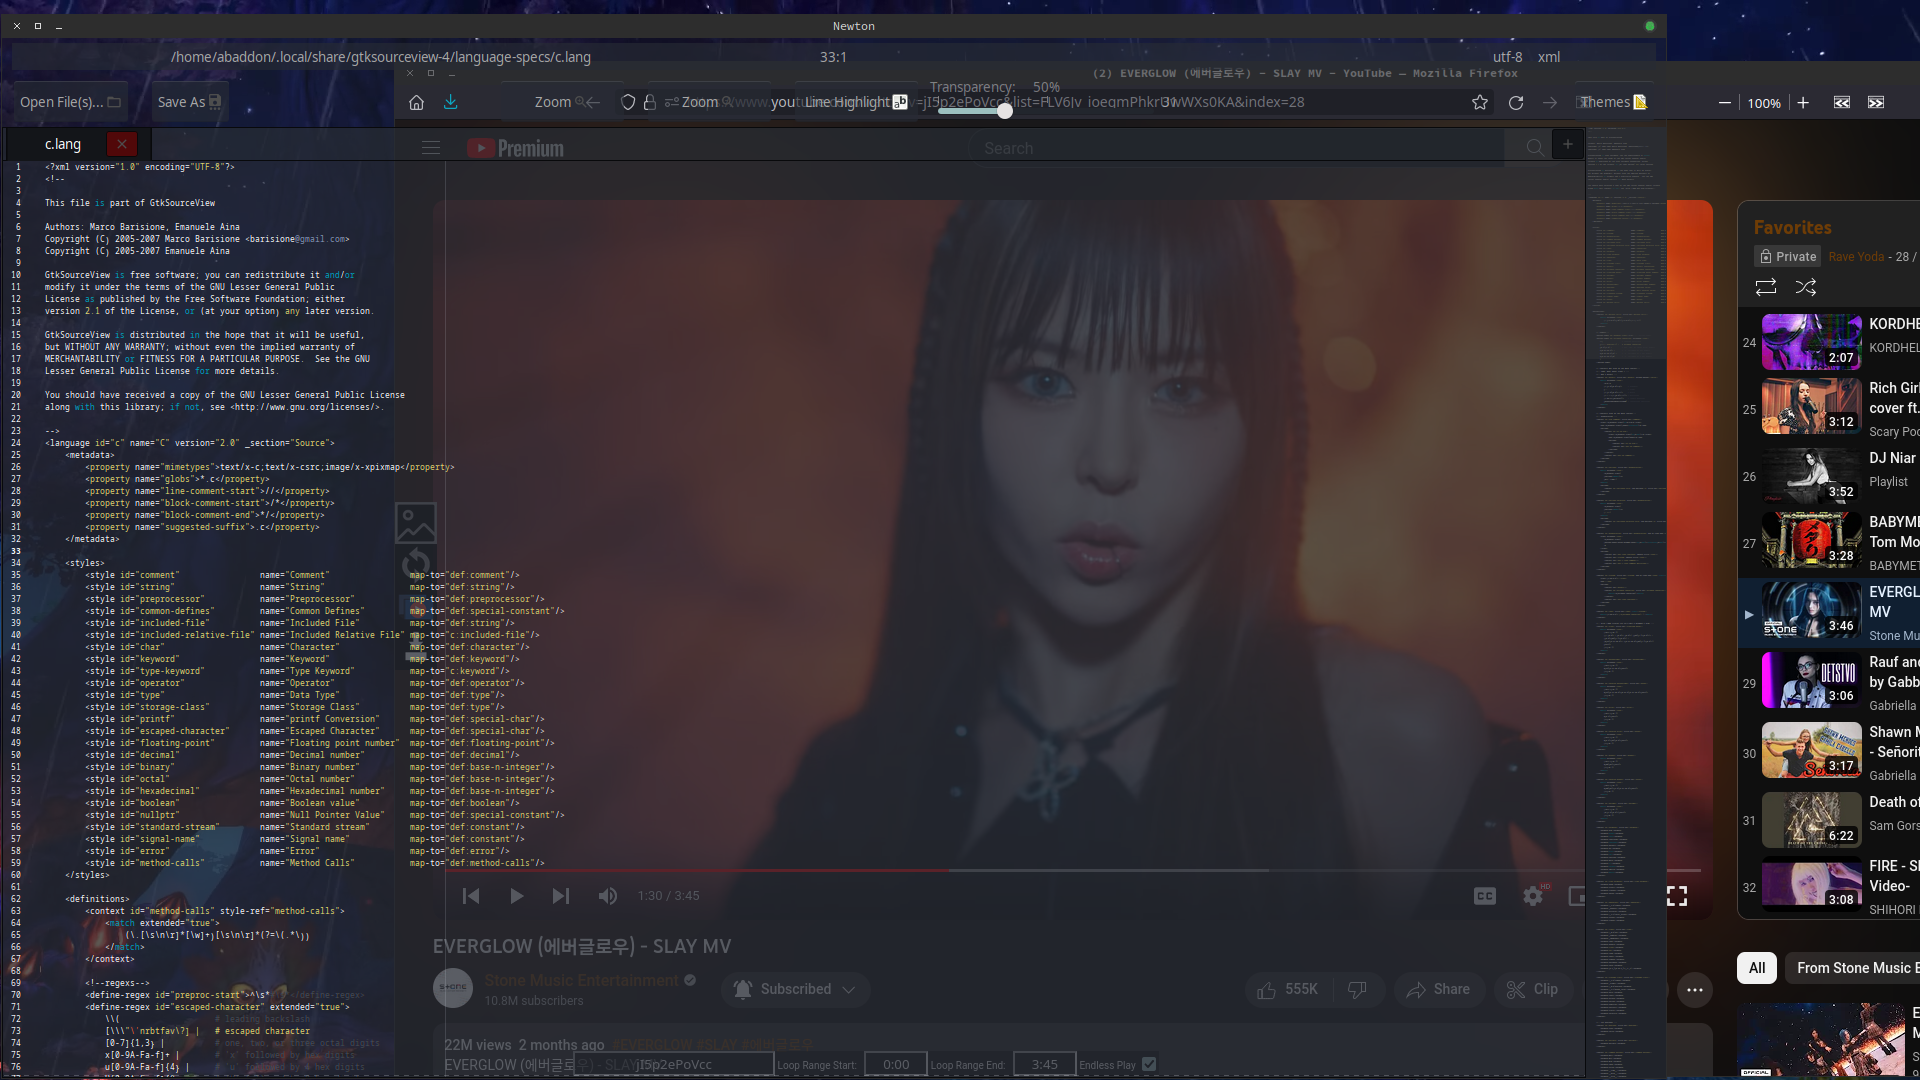 Newton
/home/abaddon/.local/share/gtksourceview-4/language-specs/c.lang 33:1 utf-8 xml
(2) EVERGLOW (에버글로우) - SLAY MV - YouTube — Mozilla Firefox
Open File(s)... Save As Zoom Zoom Line Highlight Transparency: 50% Themes 100%
c.lang
Premium
Search
1 <?xml version="1.0" encoding="UTF-8"?>
2 <!--
3
4 This file is part of GtkSourceView
5
6 Authors: Marco Barisione, Emanuele Aina
7 Copyright (C) 2005-2007 Marco Barisione <barisione@gmail.com>
8 Copyright (C) 2005-2007 Emanuele Aina
9
10 GtkSourceView is free software; you can redistribute it and/or
11 modify it under the terms of the GNU Lesser General Public
12 License as published by the Free Software Foundation; either
13 version 2.1 of the License, or (at your option) any later version.
14
15 GtkSourceView is distributed in the hope that it will be useful,
16 but WITHOUT ANY WARRANTY; without even the implied warranty of
17 MERCHANTABILITY or FITNESS FOR A PARTICULAR PURPOSE.  See the GNU
18 Lesser General Public License for more details.
19
20 You should have received a copy of the GNU Lesser General Public License
21 along with this library; if not, see <http://www.gnu.org/licenses/>.
22
23 -->
24 <language id="c" name="C" version="2.0" _section="Source">
25 <metadata>
26 <property name="mimetypes">text/x-c;text/x-csrc;image/x-xpixmap</property>
27 <property name="globs">*.c</property>
28 <property name="line-comment-start">//</property>
29 <property name="block-comment-start">/*</property>
30 <property name="block-comment-end">*/</property>
31 <property name="suggested-suffix">.c</property>
32 </metadata>
33
34 <styles>
35 <style id="comment" name="Comment" map-to="def:comment"/>
36 <style id="string" name="String" map-to="def:string"/>
37 <style id="preprocessor" name="Preprocessor" map-to="def:preprocessor"/>
38 <style id="common-defines" name="Common Defines" map-to="def:special-constant"/>
39 <style id="included-file" name="Included File" map-to="def:string"/>
40 <style id="included-relative-file" name="Included Relative File" map-to="c:included-file"/>
41 <style id="char" name="Character" map-to="def:character"/>
42 <style id="keyword" name="Keyword" map-to="def:keyword"/>
43 <style id="type-keyword" name="Type Keyword" map-to="c:keyword"/>
44 <style id="operator" name="Operator" map-to="def:operator"/>
45 <style id="type" name="Data Type" map-to="def:type"/>
46 <style id="storage-class" name="Storage Class" map-to="def:type"/>
47 <style id="printf" name="printf Conversion" map-to="def:special-char"/>
48 <style id="escaped-character" name="Escaped Character" map-to="def:special-char"/>
49 <style id="floating-point" name="Floating point number" map-to="def:floating-point"/>
50 <style id="decimal" name="Decimal number" map-to="def:decimal"/>
51 <style id="binary" name="Binary number" map-to="def:base-n-integer"/>
52 <style id="octal" name="Octal number" map-to="def:base-n-integer"/>
53 <style id="hexadecimal" name="Hexadecimal number" map-to="def:base-n-integer"/>
54 <style id="boolean" name="Boolean value" map-to="def:boolean"/>
55 <style id="nullptr" name="Null Pointer Value" map-to="def:special-constant"/>
56 <style id="standard-stream" name="Standard stream" map-to="def:constant"/>
57 <style id="signal-name" name="Signal name" map-to="def:constant"/>
58 <style id="error" name="Error" map-to="def:error"/>
59 <style id="method-calls" name="Method Calls" map-to="def:method-calls"/>
60 </styles>
61
62 <definitions>
63 <context id="method-calls" style-ref="method-calls">
64 <match extended="true">
65 (\.[\s\n\r]*[\w]+)[\s\n\r]*(?=\(.*\))
66 </match>
67 </context>
68
69 <!--regexs-->
70 <define-regex id="preproc-start">^\s*</define-regex>
71 <define-regex id="escaped-character" extended="true">
72 \\( # leading backslash
73 [\\\"\'nrbtfav\?] | # escaped character
74 [0-7]{1,3} | # one, two, or three octal digits
75 x[0-9A-Fa-f]+ | # 'x' followed by hex digits
76 u[0-9A-Fa-f]{4} |
1:30 / 3:45
CC
HD
EVERGLOW (에버글로우) - SLAY MV
Stone Music Entertainment
10.8M subscribers
Subscribed
555K
Share
Clip
22M views 2 months ago #EVERGLOW #SLAY #에버글로우
EVERGLOW (에버글로우) - SLAY
jI5p2ePoVcc Loop Range Start: 0:00 Loop Range End: 3:45 Endless Play
Favorites
Private Rave Yoda - 28 /
24 2:07 KORDHE
KORDHEL
25 3:12 Rich Girl
cover ft.
Scary Poc
26 3:52 DJ Niar
Playlist
27 3:28 BABYME
Tom Mo
BABYMET
3:46 EVERGL
MV
Stone Mu
STONE
29 3:06 Rauf and
by Gabb
Gabriella
DETSTVO
30 3:17 Shawn M
- Señorit
Gabriella
31 6:22 Death of
Sam Gors
32 3:08 FIRE - S
Video-
SHIHORI
All From Stone Music E
OFFICIAL